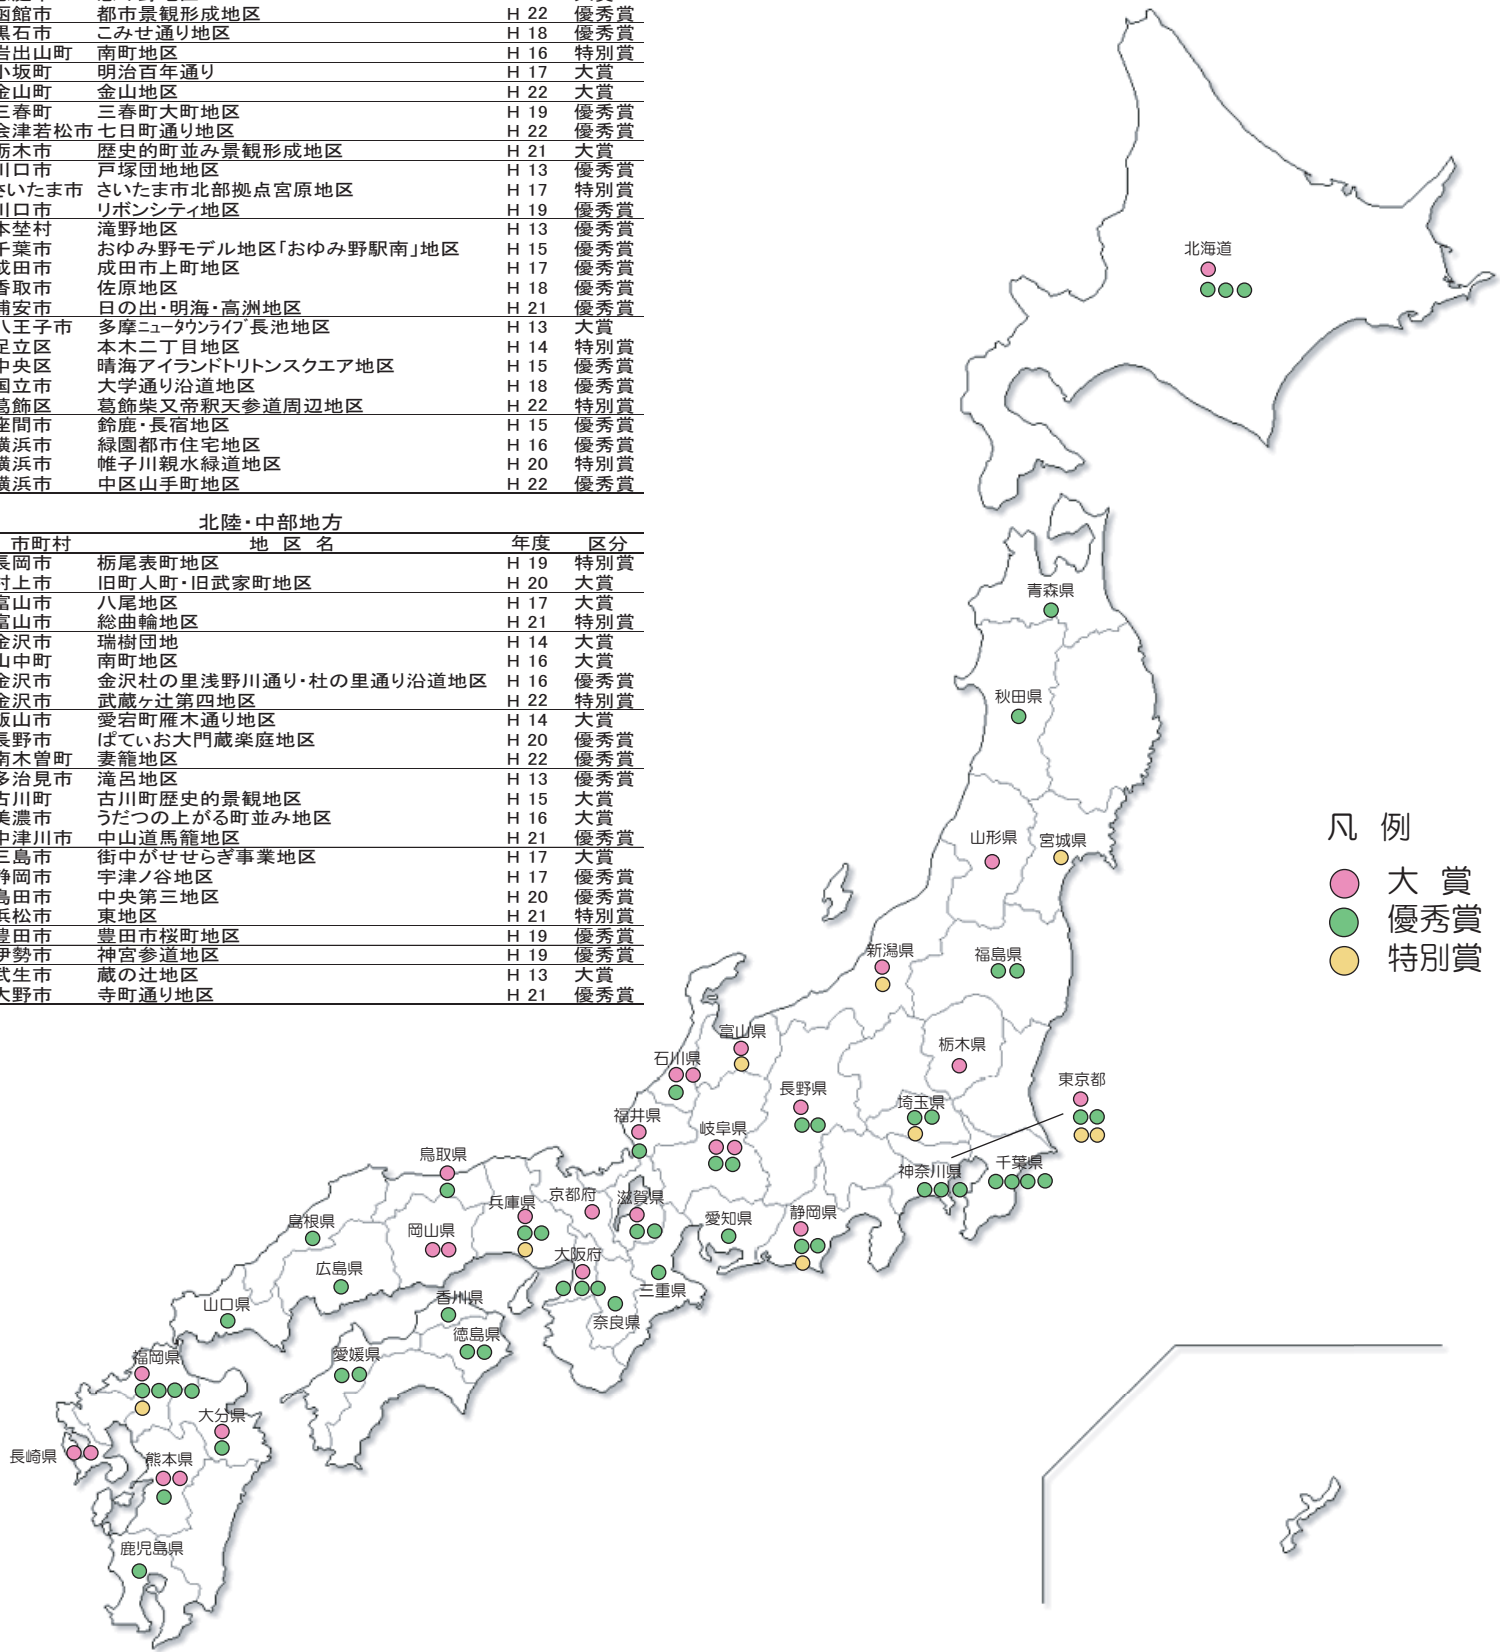 函館市 都市景観形成地区 H 22 優秀賞
黒石市 こみせ通り地区 H 18 優秀賞
岩出山町 南町地区 H 16 特別賞
小坂町 明治百年通り H 17 大賞
金山町 金山地区 H 22 大賞
三春町 三春町大町地区 H 19 優秀賞
会津若松市 七日町通り地区 H 22 優秀賞
栃木市 歴史的町並み景観形成地区 H 21 大賞
川口市 戸塚団地地区 H 13 優秀賞
さいたま市 さいたま市北部拠点宮原地区 H 17 特別賞
川口市 リボンシティ地区 H 19 優秀賞
本埜村 滝野地区 H 13 優秀賞
千葉市 おゆみ野モデル地区「おゆみ野駅南」地区 H 15 優秀賞
成田市 成田市上町地区 H 17 優秀賞
香取市 佐原地区 H 18 優秀賞
浦安市 日の出・明海・高洲地区 H 21 優秀賞
八王子市 多摩ニュータウンライブ長池地区 H 13 大賞
足立区 本木二丁目地区 H 14 特別賞
中央区 晴海アイランドトリトンスクエア地区 H 15 優秀賞
国立市 大学通り沿道地区 H 18 優秀賞
葛飾区 葛飾柴又帝釈天参道周辺地区 H 22 特別賞
座間市 鈴鹿・長宿地区 H 15 優秀賞
横浜市 緑園都市住宅地区 H 16 優秀賞
横浜市 帷子川親水緑道地区 H 20 特別賞
横浜市 中区山手町地区 H 22 優秀賞
北陸・中部地方
市町村 地 区 名 年度 区分
長岡市 栃尾表町地区 H 19 特別賞
村上市 旧町人町・旧武家町地区 H 20 大賞
富山市 八尾地区 H 17 大賞
富山市 総曲輪地区 H 21 特別賞
金沢市 瑞樹団地 H 14 大賞
山中町 南町地区 H 16 大賞
金沢市 金沢杜の里浅野川通り・杜の里通り沿道地区 H 16 優秀賞
金沢市 武蔵ヶ辻第四地区 H 22 特別賞
飯山市 愛宕町雁木通り地区 H 14 大賞
長野市 ぱてぃお大門蔵楽庭地区 H 20 優秀賞
南木曽町 妻籠地区 H 22 優秀賞
多治見市 滝呂地区 H 13 優秀賞
古川町 古川町歴史的景観地区 H 15 大賞
美濃市 うだつの上がる町並み地区 H 16 大賞
中津川市 中山道馬籠地区 H 21 優秀賞
三島市 街中がせせらぎ事業地区 H 17 大賞
静岡市 宇津ノ谷地区 H 17 優秀賞
島田市 中央第三地区 H 20 優秀賞
浜松市 東地区 H 21 特別賞
豊田市 豊田市桜町地区 H 19 優秀賞
伊勢市 神宮参道地区 H 19 優秀賞
武生市 蔵の辻地区 H 13 大賞
大野市 寺町通り地区 H 21 優秀賞
北海道
青森県
秋田県
山形県
宮城県
凡 例
大 賞
優秀賞
特別賞
新潟県
福島県
富山県
栃木県
石川県
東京都
長野県
埼玉県
福井県
岐阜県
鳥取県
神奈川県
千葉県
兵庫県
京都府
滋賀県
島根県
岡山県
愛知県
静岡県
大阪府
広島県
三重県
香川県
山口県
奈良県
徳島県
愛媛県
福岡県
大分県
長崎県
熊本県
鹿児島県